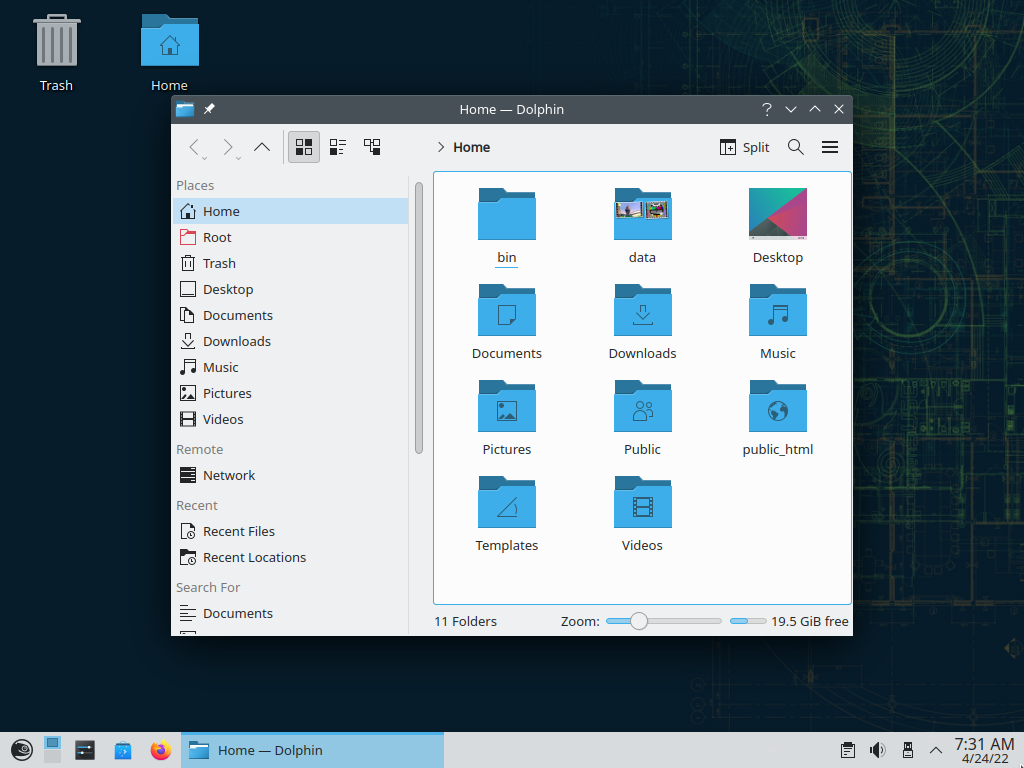 Trash
Home
Home — Dolphin
Home
Split
Places
Home
Root
Trash
Desktop
Documents
Downloads
Music
Pictures
Videos
Remote
Network
Recent
Recent Files
Recent Locations
Search For
Documents
bin
data
Desktop
Documents
Downloads
Music
Pictures
Public
public_html
Templates
Videos
11 Folders
Zoom:
19.5 GiB free
Home — Dolphin
7:31 AM
4/24/22